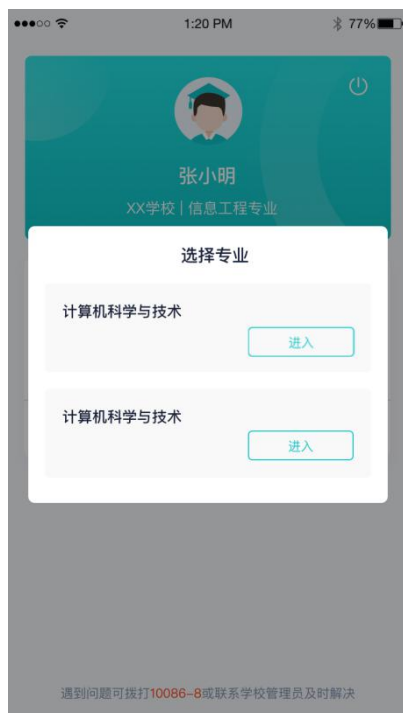 1:20 PM
77%
张小明
XX学校 | 信息工程专业
选择专业
计算机科学与技术
进入
计算机科学与技术
进入
遇到问题可拨打10086-8或联系学校管理员及时解决